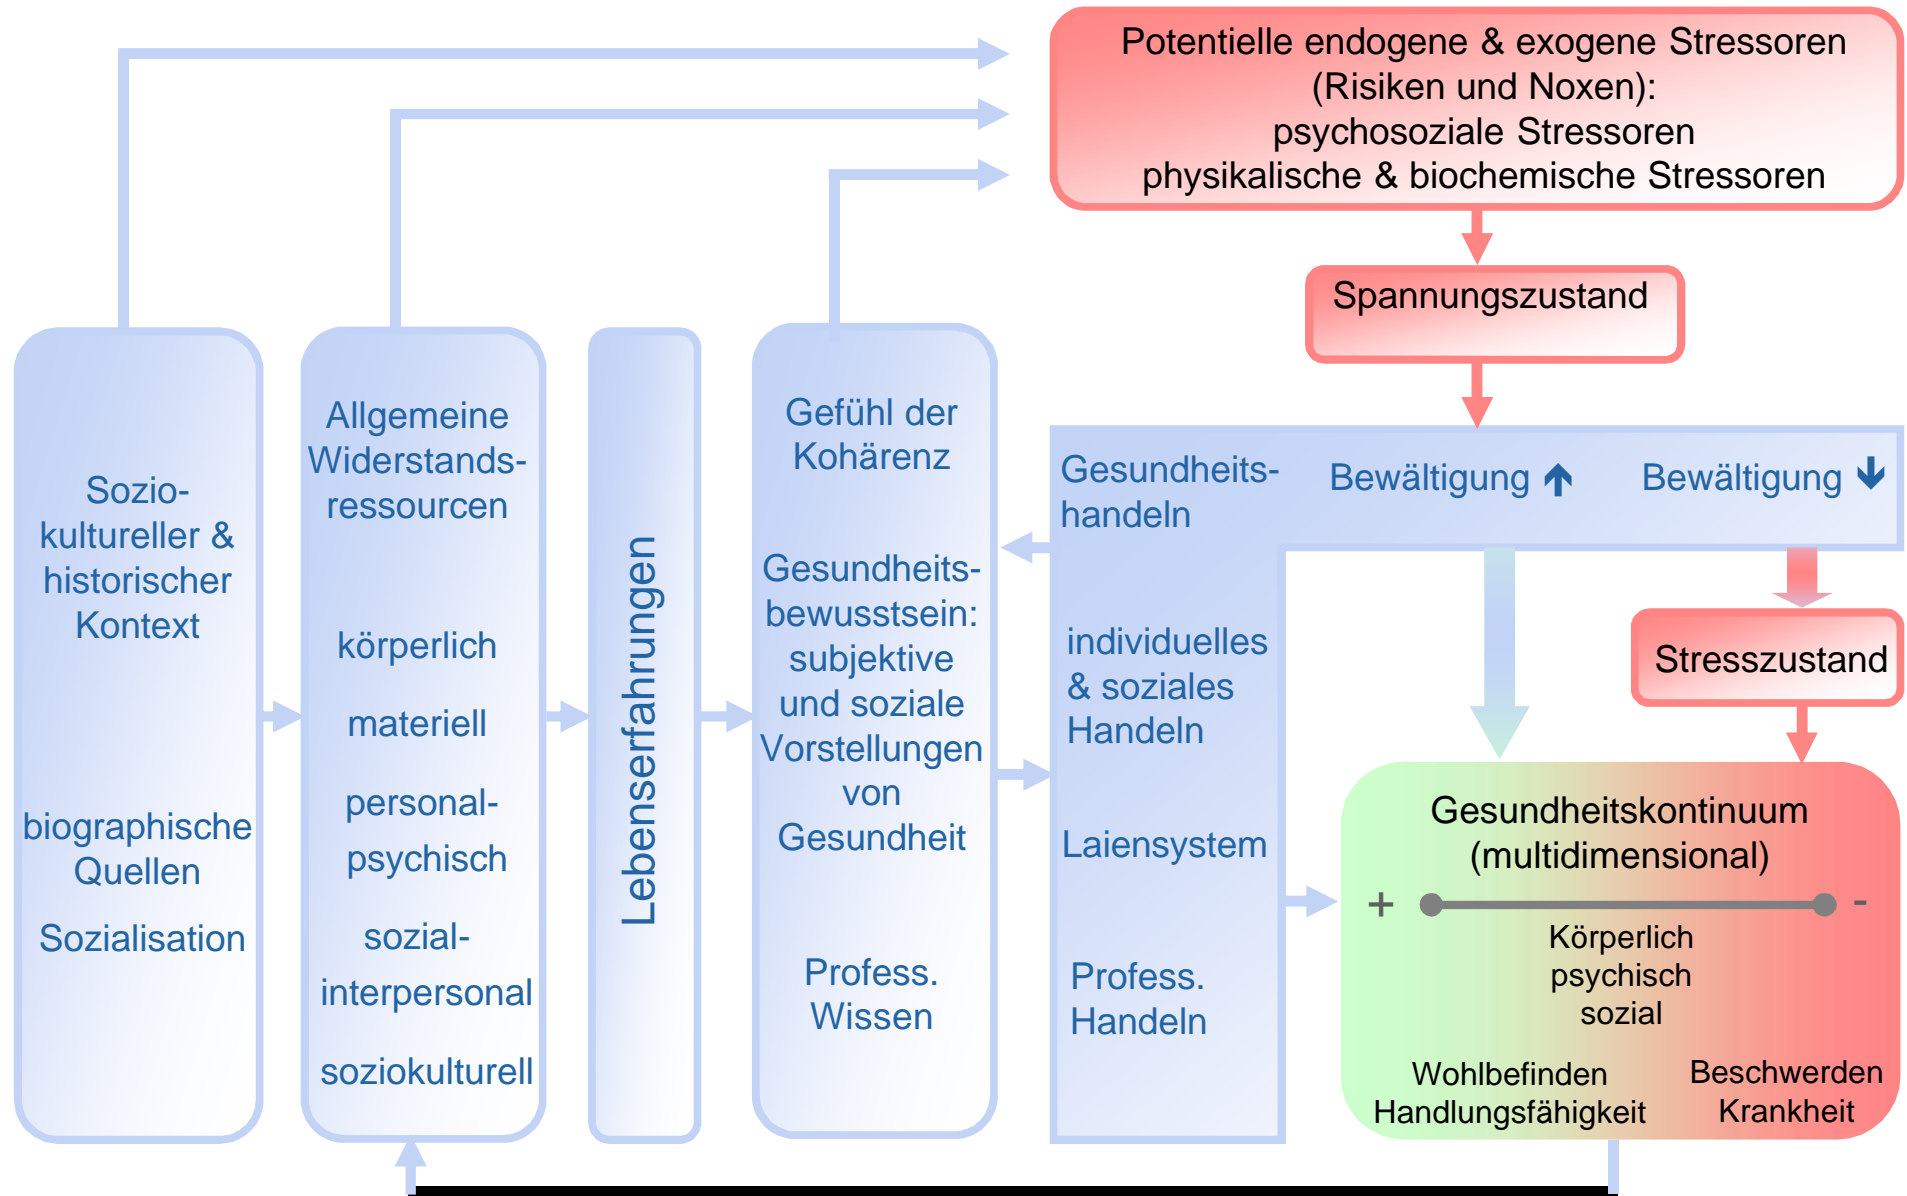 Potentielle endogene & exogene Stressoren
(Risiken und Noxen):
psychosoziale Stressoren
physikalische & biochemische Stressoren
Spannungszustand
Sozio-
kultureller &
historischer
Kontext
biographische
Quellen
Sozialisation
Allgemeine
Widerstands-
ressourcen
körperlich
materiell
personal-
psychisch
sozial-
interpersonal
soziokulturell
Lebenserfahrungen
Gefühl der
Kohärenz
Gesundheits-
bewusstsein:
subjektive
und soziale
Vorstellungen
von
Gesundheit
Profess.
Wissen
Gesundheits-
handeln
individuelles
& soziales
Handeln
Laiensystem
Profess.
Handeln
Bewältigung 🡹
Bewältigung 🡻
Stresszustand
Gesundheitskontinuum
(multidimensional)
+ -
Körperlich
psychisch
sozial
Wohlbefinden
Handlungsfähigkeit
Beschwerden
Krankheit